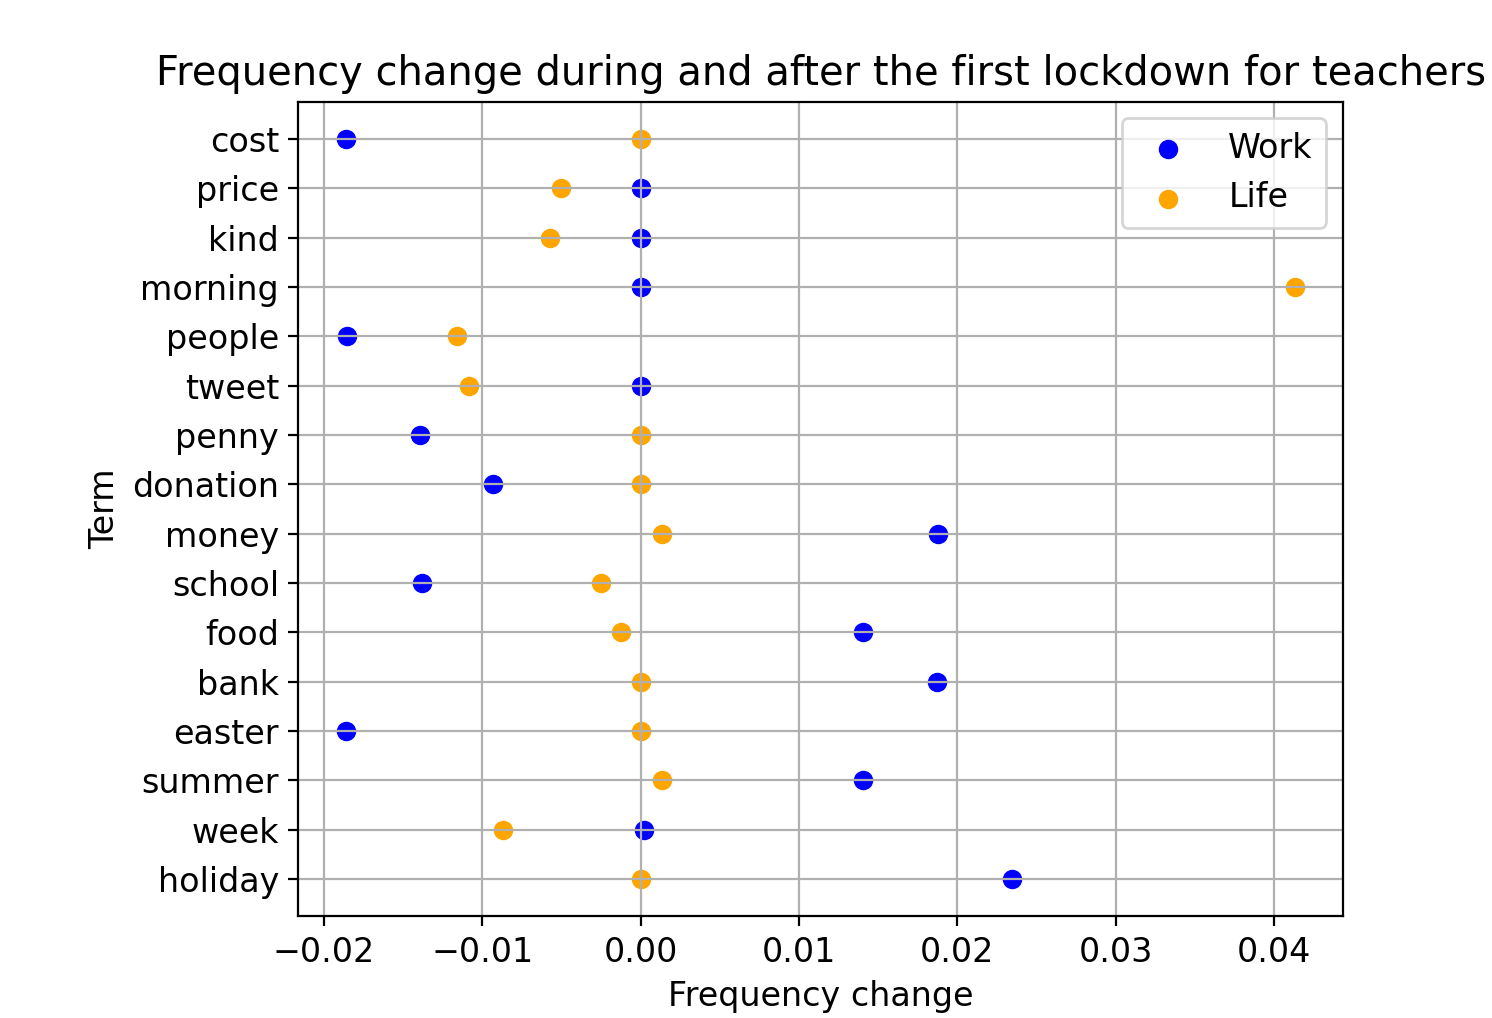 Frequency change during and after the first lockdown for teachers
Work
Life
cost
price
kind
morning
people
tweet
penny
donation
money
school
food
bank
easter
summer
week
holiday
Term
−0.02 −0.01 0.00 0.01 0.02 0.03 0.04
Frequency change